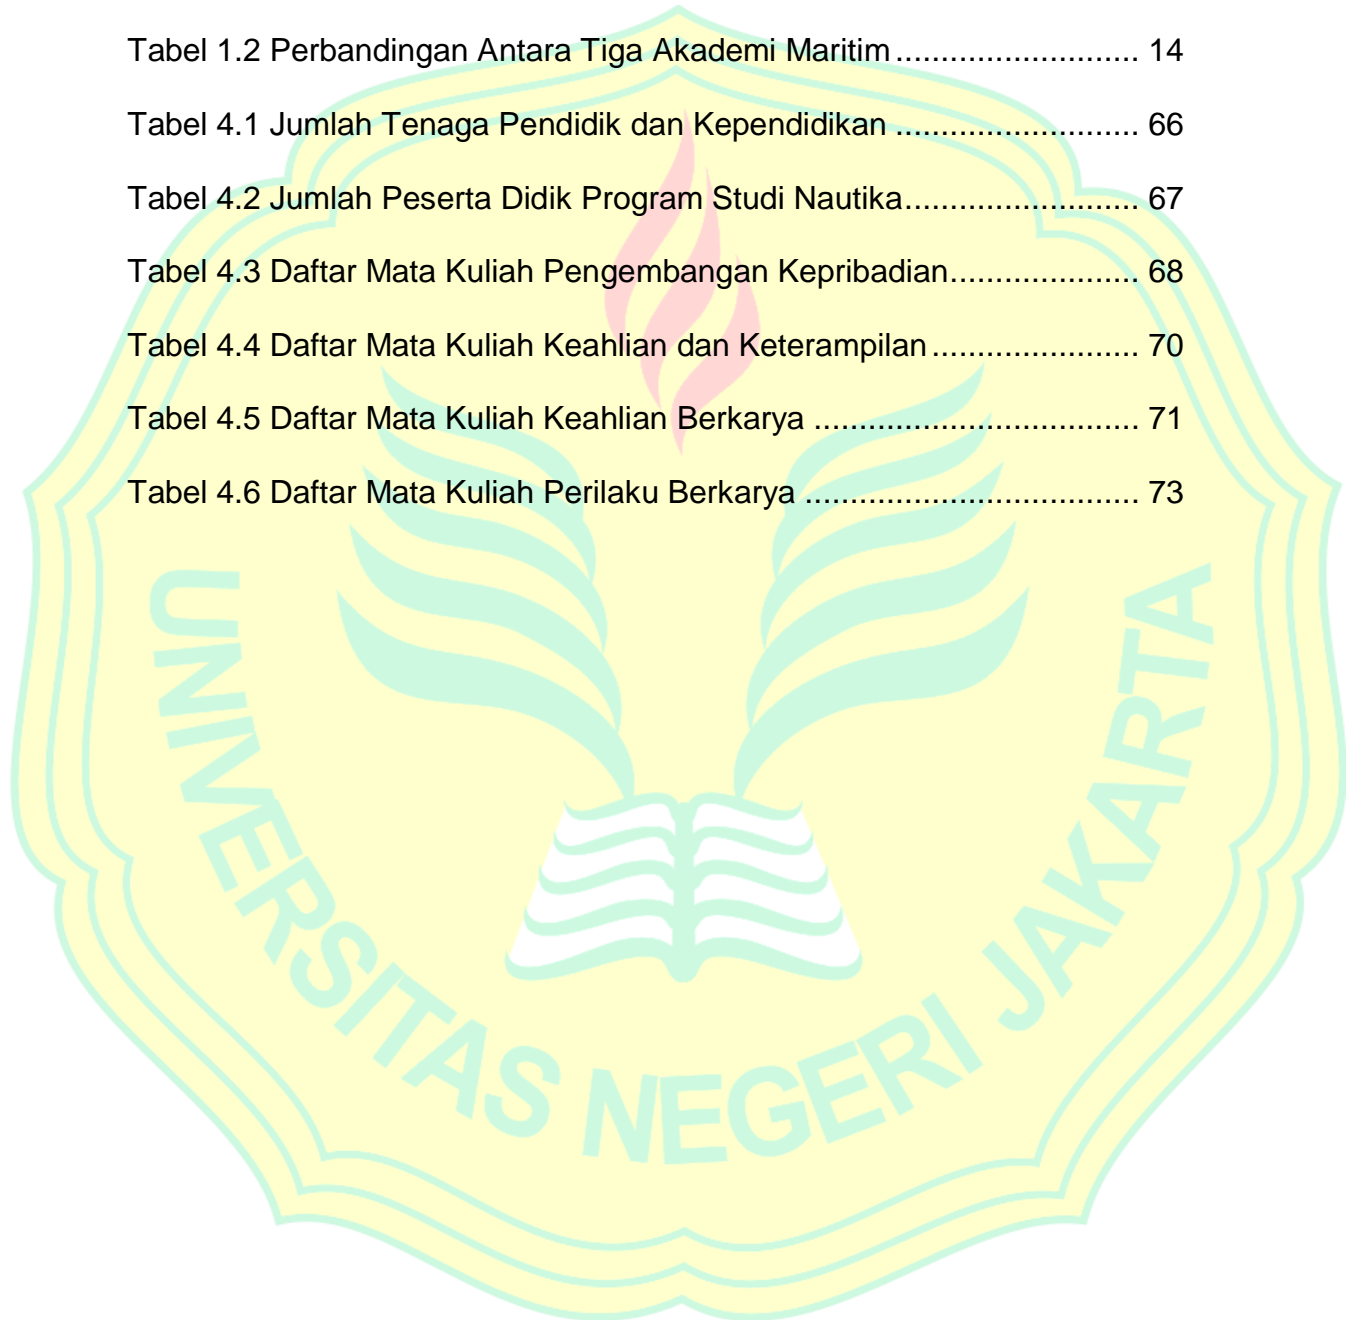 Tabel 1.2 Perbandingan Antara Tiga Akademi Maritim ........................... 14
Tabel 4.1 Jumlah Tenaga Pendidik dan Kependidikan ........................... 66
Tabel 4.2 Jumlah Peserta Didik Program Studi Nautika.......................... 67
Tabel 4.3 Daftar Mata Kuliah Pengembangan Kepribadian..................... 68
Tabel 4.4 Daftar Mata Kuliah Keahlian dan Keterampilan ....................... 70
Tabel 4.5 Daftar Mata Kuliah Keahlian Berkarya .................................... 71
Tabel 4.6 Daftar Mata Kuliah Perilaku Berkarya ..................................... 73
UNIVERSITAS NEGERI JAKARTA